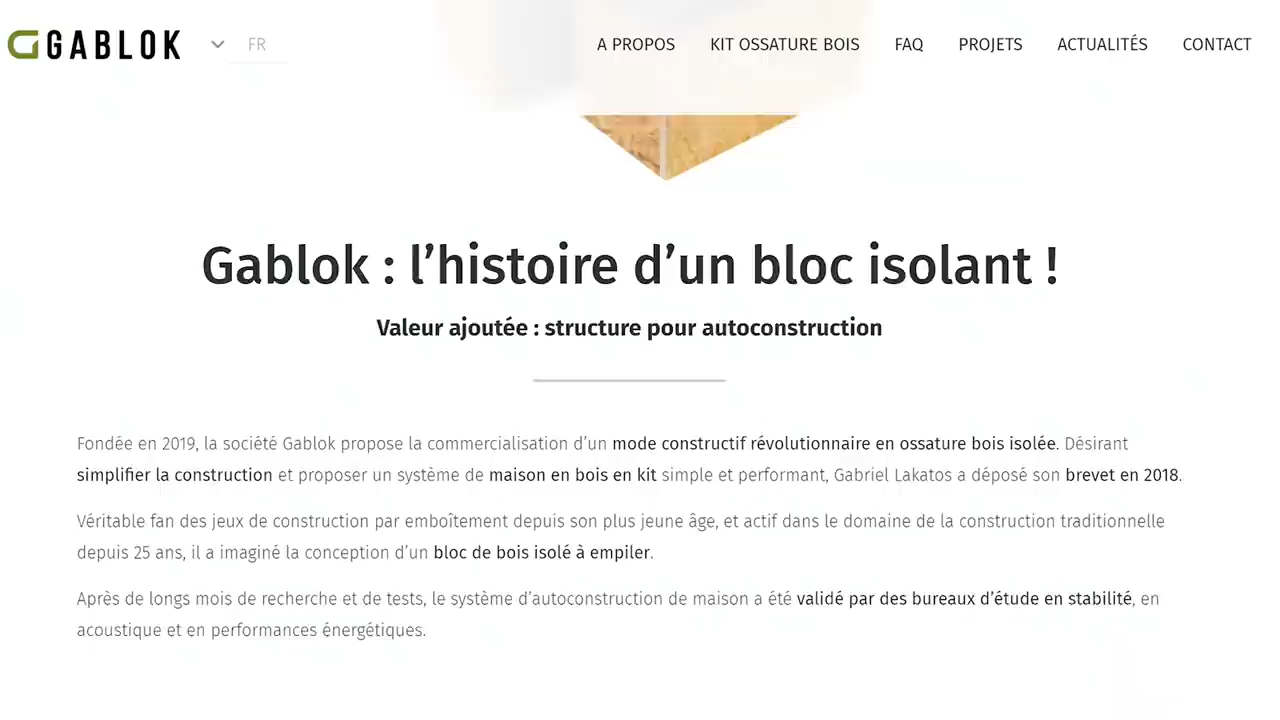 GABLOK FR A PROPOS KIT OSSATURE BOIS FAQ PROJETS ACTUALITÉS CONTACT
Gablok : l’histoire d’un bloc isolant !
Valeur ajoutée : structure pour autoconstruction
Fondée en 2019, la société Gablok propose la commercialisation d’un mode constructif révolutionnaire en ossature bois isolée. Désirant
simplifier la construction et proposer un système de maison en bois en kit simple et performant, Gabriel Lakatos a déposé son brevet en 2018.
Véritable fan des jeux de construction par emboîtement depuis son plus jeune âge, et actif dans le domaine de la construction traditionnelle
depuis 25 ans, il a imaginé la conception d’un bloc de bois isolé à empiler.
Après de longs mois de recherche et de tests, le système d’autoconstruction de maison a été validé par des bureaux d’étude en stabilité, en
acoustique et en performances énergétiques.